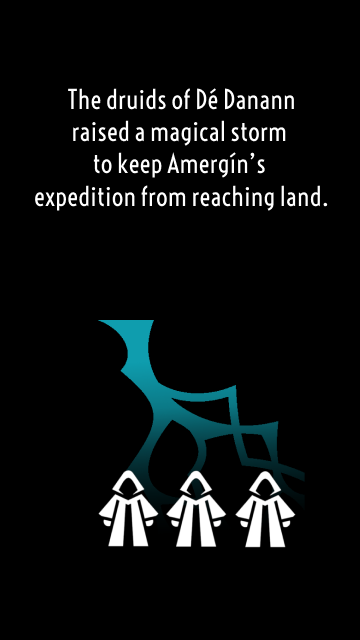 The druids of Dé Danann
raised a magical storm
to keep Amergín’s
expedition from reaching land.